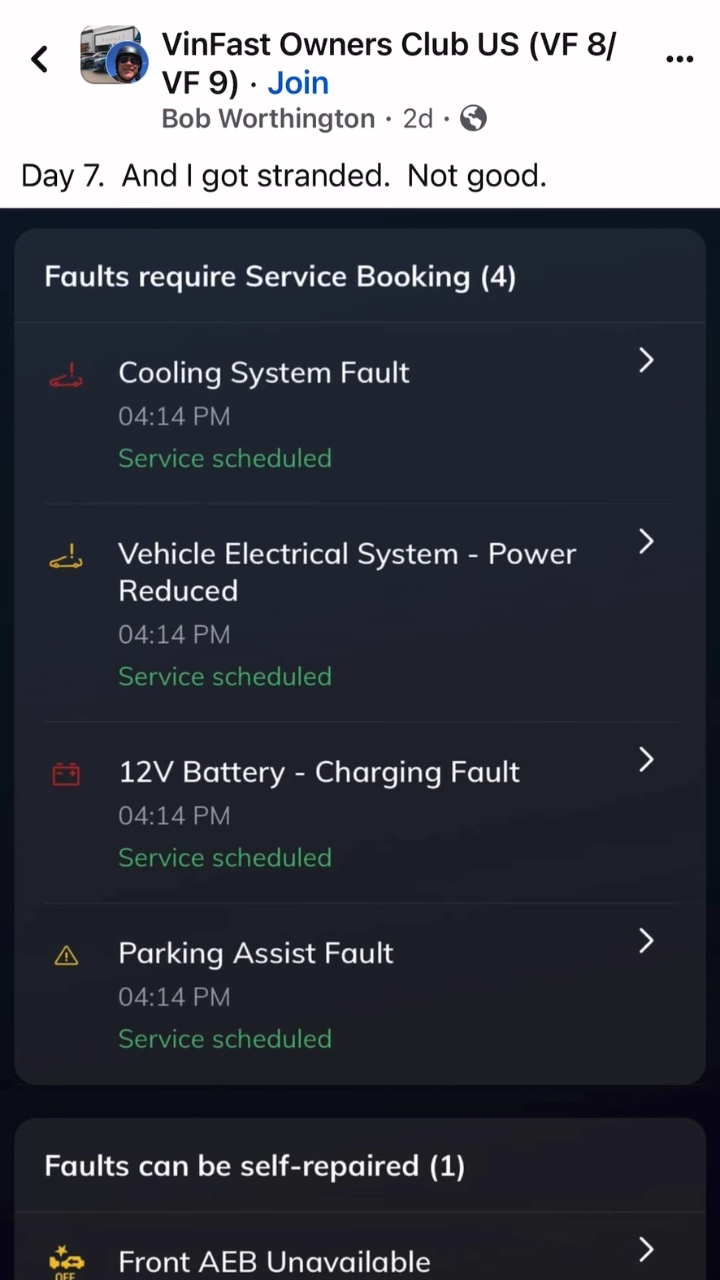 VinFast Owners Club US (VF 8/
VF 9) · Join
Bob Worthington · 2d ·
Day 7. And I got stranded. Not good.
Faults require Service Booking (4)
Cooling System Fault
04:14 PM
Service scheduled
Vehicle Electrical System - Power
Reduced
04:14 PM
Service scheduled
12V Battery - Charging Fault
04:14 PM
Service scheduled
Parking Assist Fault
04:14 PM
Service scheduled
Faults can be self-repaired (1)
Front AEB Unavailable
OFF